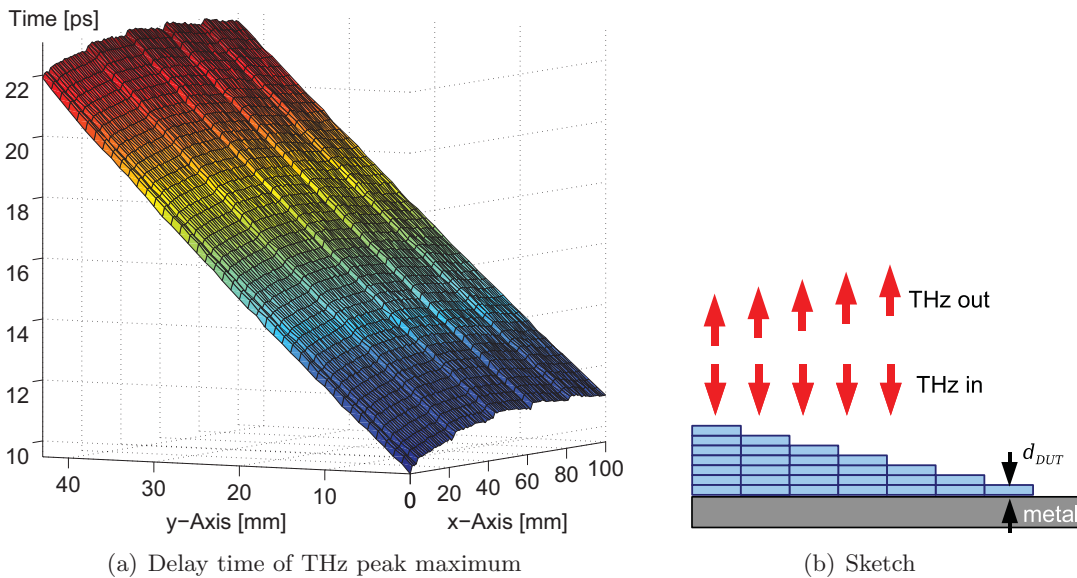 Time [ps]
22
20
18
16
14
12
10
40
30
20
10
0
0
20
40
60
80
100
y−Axis [mm]
x−Axis [mm]
(a) Delay time of THz peak maximum
THz out
THz in
d_DUT
metal
(b) Sketch